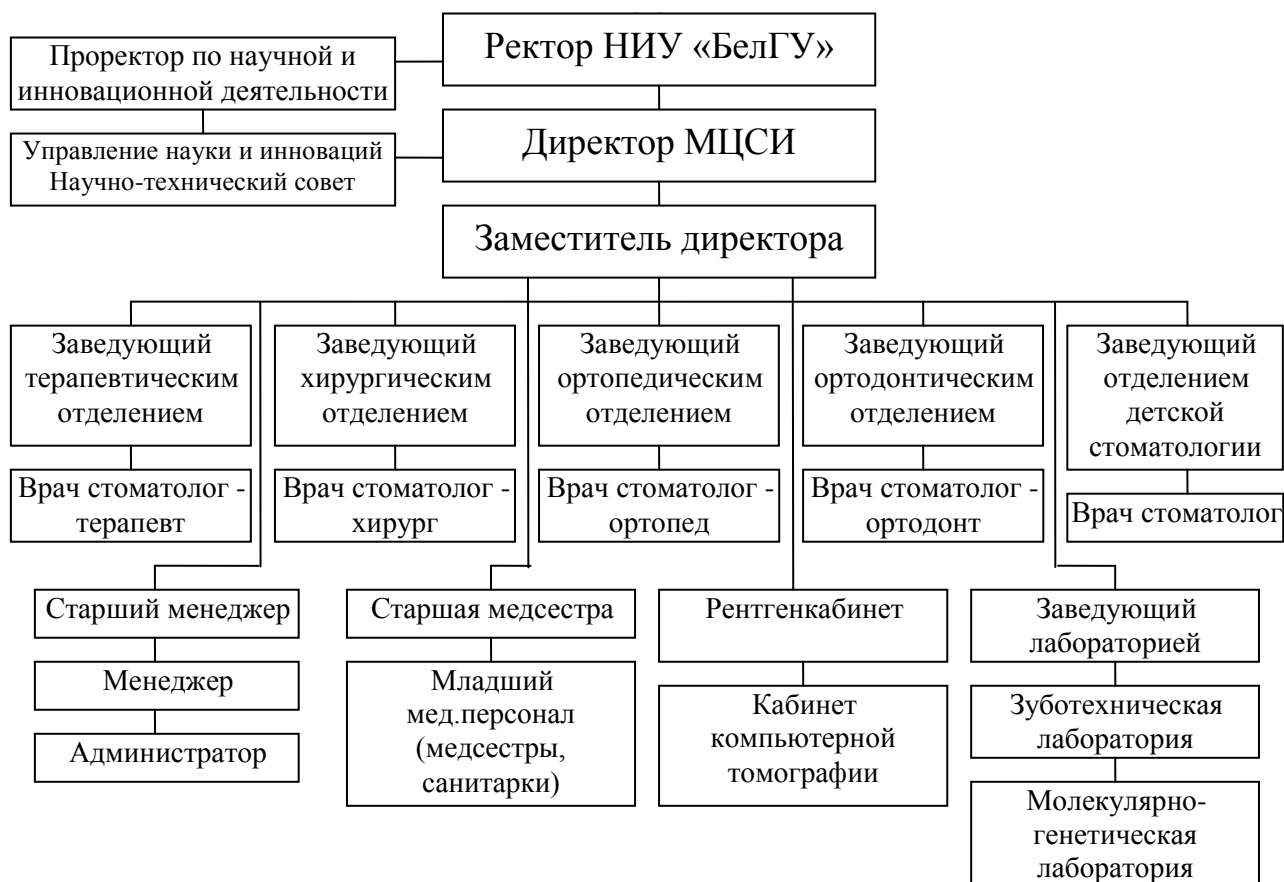 Ректор НИУ «БелГУ»
Проректор по научной и
инновационной деятельности
Директор МЦСИ
Управление науки и инноваций
Научно-технический совет
Заместитель директора
Заведующий
терапевтическим
отделением
Заведующий
хирургическим
отделением
Заведующий
ортопедическим
отделением
Заведующий
ортодонтическим
отделением
Заведующий
отделением
детской
стоматологии
Врач стоматолог -
терапевт
Врач стоматолог -
хирург
Врач стоматолог -
ортопед
Врач стоматолог -
ортодонт
Врач стоматолог
Старший менеджер
Менеджер
Администратор
Старшая медсестра
Младший
мед.персонал
(медсестры,
санитарки)
Рентгенкабинет
Кабинет
компьютерной
томографии
Заведующий
лабораторией
Зуботехническая
лаборатория
Молекулярно-
генетическая
лаборатория